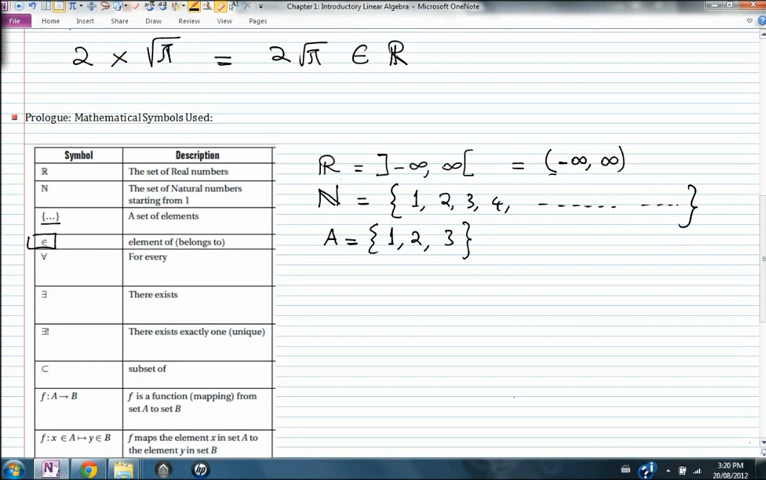 Chapter 1: Introductory Linear Algebra - Microsoft OneNote
File Home Insert Share Draw Review Pages View
2 × √π = 2√π ∈ ℝ
Prologue: Mathematical Symbols Used:
Symbol Description
ℝ The set of Real numbers
ℕ The set of Natural numbers
starting from 1
{...} A set of elements
∈ element of (belongs to)
∀ For every
∃ There exists
∃! There exists exactly one (unique)
⊂ subset of
f: A → B f is a function (mapping) from
set A to set B
f: x ∈ A ↦ y ∈ B f maps the element x in set A to
the element y in set B
ℝ = ]-∞, ∞[ = (-∞, ∞)
ℕ = {1, 2, 3, 4, ------- ---- --}
A = {1, 2, 3}
3:20 PM
20/08/2012